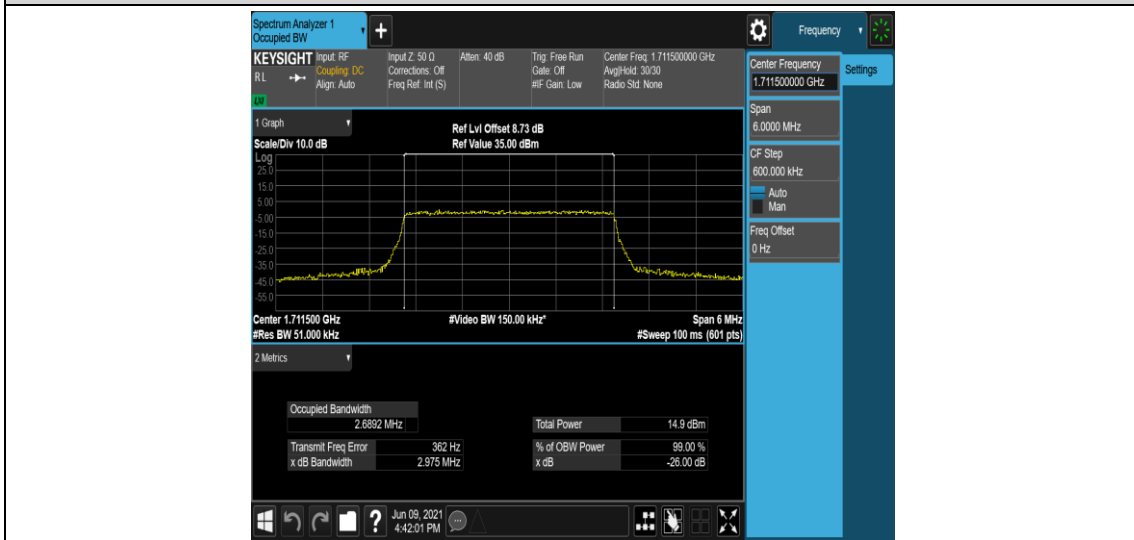 Spectrum Analyzer 1
Occupied BW
+
Frequency
KEYSIGHT
RL
LXI
Input: RF
Coupling: DC
Align: Auto
Input Z: 50 Ω
Corrections: Off
Freq Ref: Int (S)
Atten: 40 dB
Trig: Free Run
Gate: Off
#IF Gain: Low
Center Freq: 1.711500000 GHz
Avg|Hold: 30/30
Radio Std: None
Center Frequency
1.711500000 GHz
Settings
Span
6.0000 MHz
CF Step
600.000 kHz
Auto
Man
Freq Offset
0 Hz
1 Graph
Scale/Div 10.0 dB
Ref Lvl Offset 8.73 dB
Ref Value 35.00 dBm
Log
25.0
15.0
5.00
-5.00
-15.0
-25.0
-35.0
-45.0
-55.0
Center 1.711500 GHz
#Video BW 150.00 kHz*
Span 6 MHz
#Res BW 51.000 kHz
#Sweep 100 ms (601 pts)
2 Metrics
Occupied Bandwidth
2.6892 MHz
Total Power 14.9 dBm
Transmit Freq Error 362 Hz
% of OBW Power 99.00 %
x dB Bandwidth 2.975 MHz
x dB -26.00 dB
?
Jun 09, 2021
4:42:01 PM